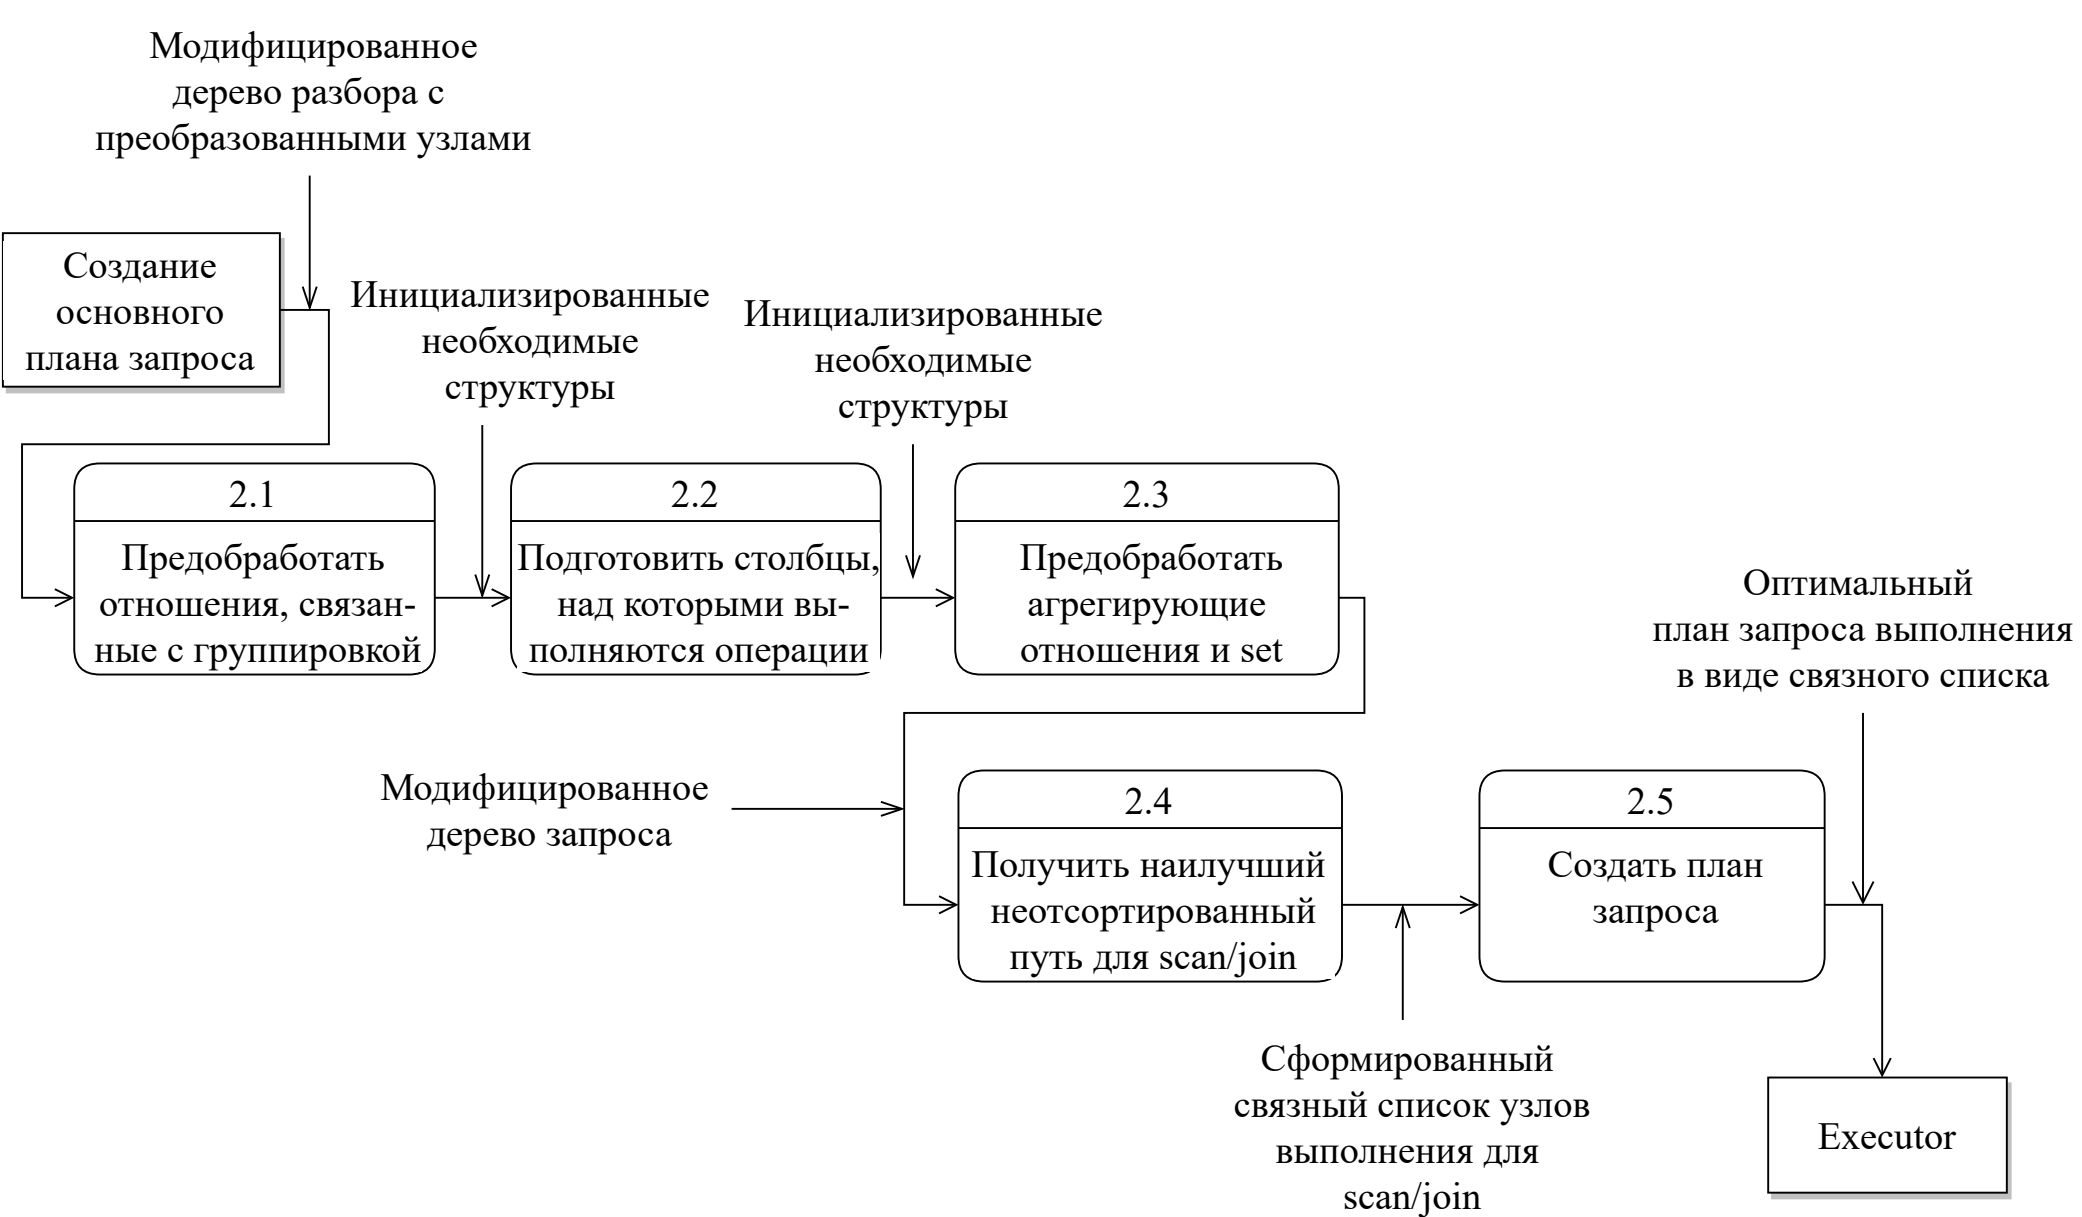 Модифицированное
дерево разбора с
преобразованными узлами
Создание
основного
плана запроса
Инициализированные
необходимые
структуры
Инициализированные
необходимые
структуры
2.1
Предобработать
отношения, связан-
ные с группировкой
2.2
Подготовить столбцы,
над которыми вы-
полняются операции
2.3
Предобработать
агрегирующие
отношения и set
Оптимальный
план запроса выполнения
в виде связного списка
Модифицированное
дерево запроса
2.4
Получить наилучший
неотсортированный
путь для scan/join
2.5
Создать план
запроса
Сформированный
связный список узлов
выполнения для
scan/join
Executor